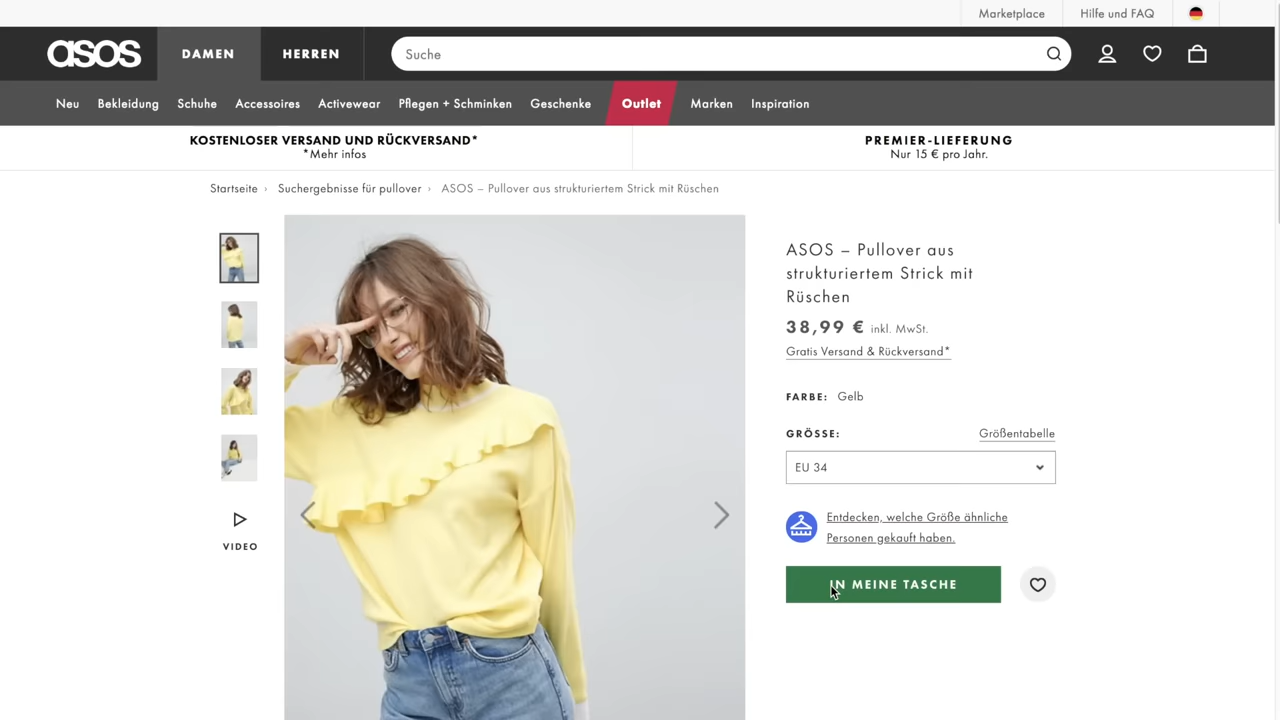 Marketplace
Hilfe und FAQ
asos
DAMEN
HERREN
Suche
Neu
Bekleidung
Schuhe
Accessoires
Activewear
Pflegen + Schminken
Geschenke
Outlet
Marken
Inspiration
KOSTENLOSER VERSAND UND RÜCKVERSAND*
*Mehr infos
PREMIER-LIEFERUNG
Nur 15 € pro Jahr.
Startseite › Suchergebnisse für pullover › ASOS – Pullover aus strukturiertem Strick mit Rüschen
VIDEO
ASOS – Pullover aus
strukturiertem Strick mit
Rüschen
38,99 € inkl. MwSt.
Gratis Versand & Rückversand*
FARBE: Gelb
GRÖSSE:
Größentabelle
EU 34
Entdecken, welche Größe ähnliche
Personen gekauft haben.
IN MEINE TASCHE